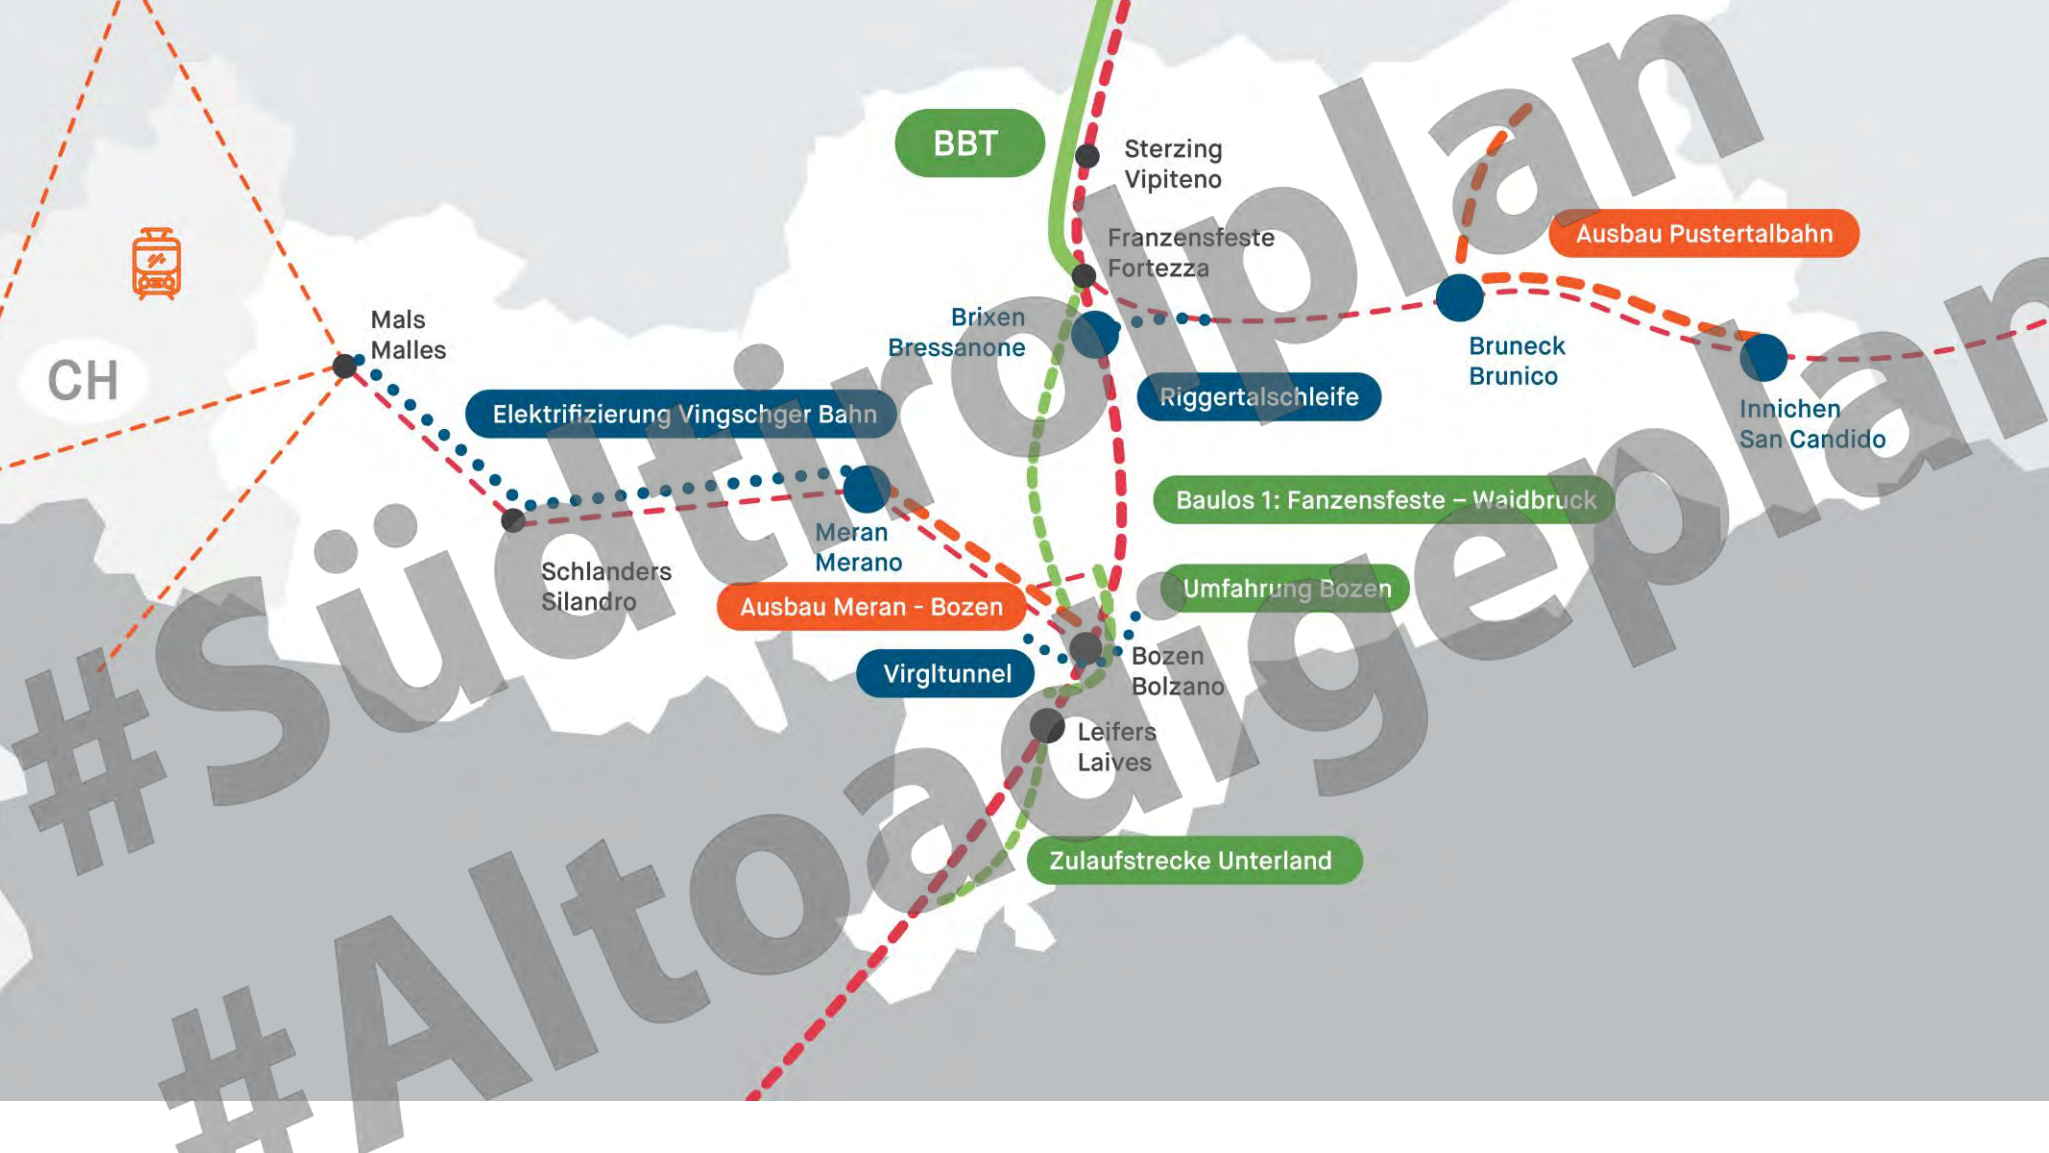 BBT
Sterzing
Vipiteno
Franzensfeste
Fortezza
Ausbau Pustertalbahn
Brixen
Bressanone
Mals
Malles
CH
Bruneck
Brunico
Riggertalschleife
Elektrifizierung Vingschger Bahn
Innichen
San Candido
Baulos 1: Fanzensfeste – Waidbruck
Meran
Merano
Schlanders
Silandro
Umfahrung Bozen
Ausbau Meran - Bozen
Virgltunnel
Bozen
Bolzano
Leifers
Laives
Zulaufstrecke Unterland
#Südtirolplan
#Altoadigeplan